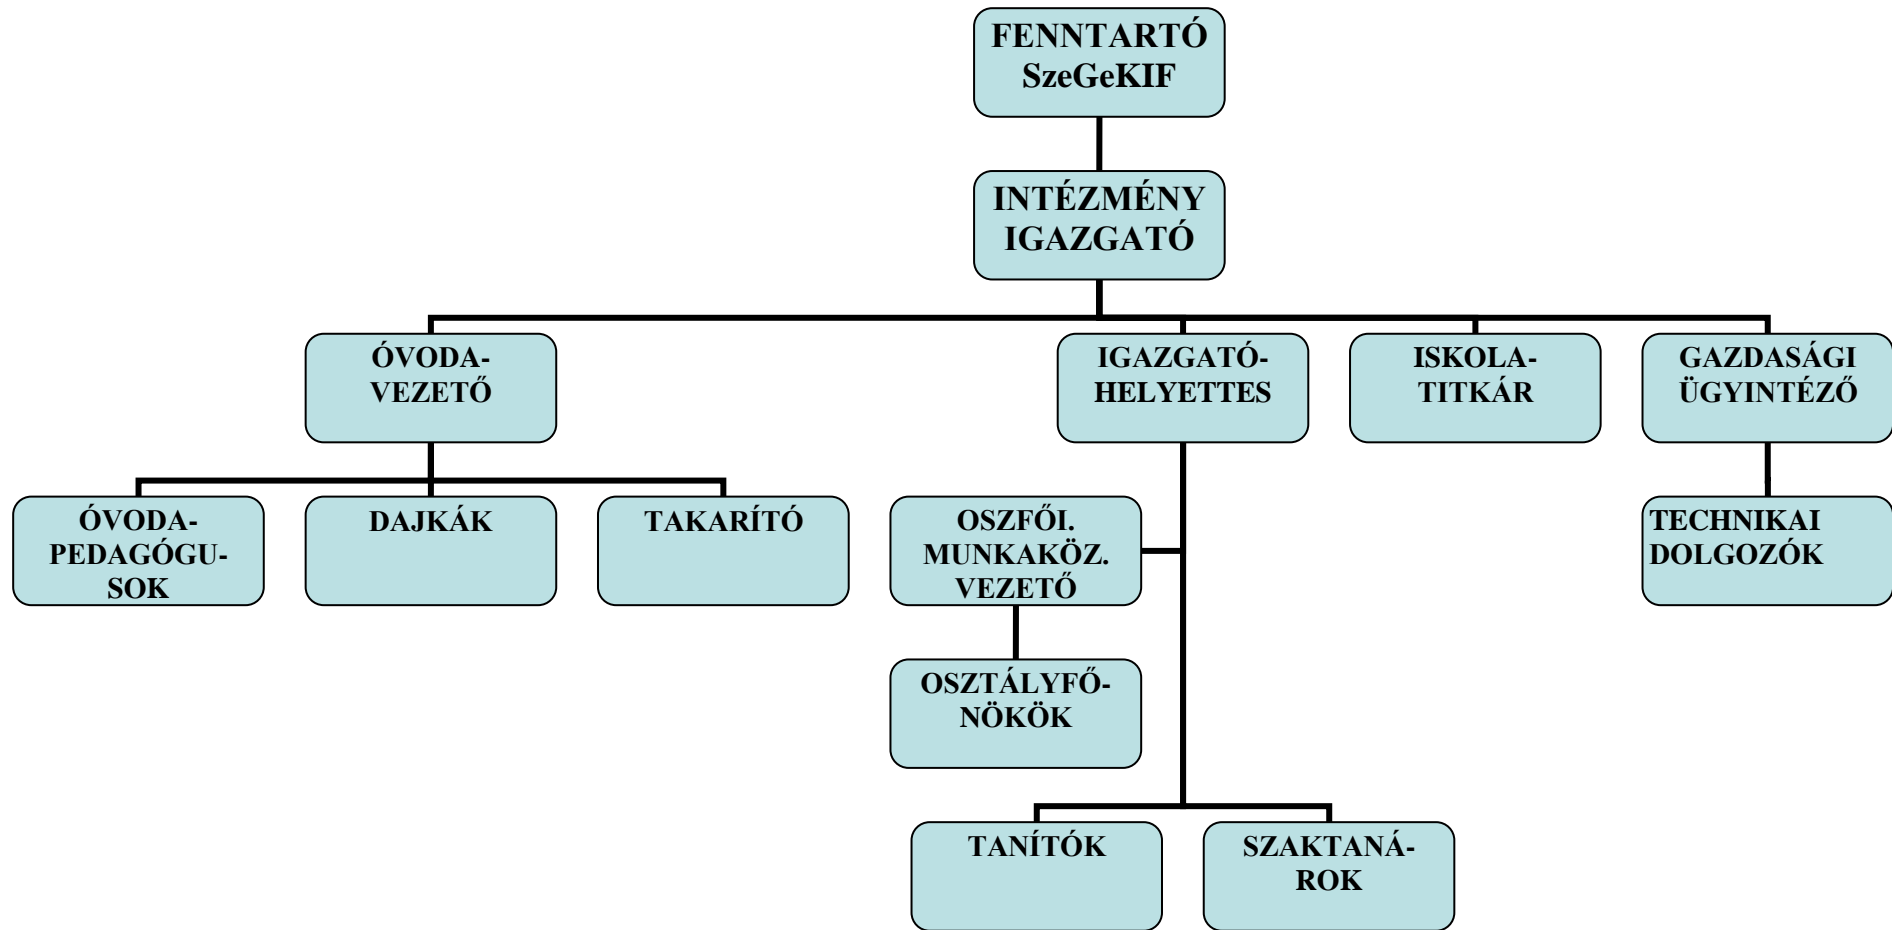 FENNTARTÓ
SzeGeKIF
INTÉZMÉNY
IGAZGATÓ
ÓVODA-
VEZETŐ
IGAZGATÓ-
HELYETTES
ISKOLA-
TITKÁR
GAZDASÁGI
ÜGYINTÉZŐ
ÓVODA-
PEDAGÓGU-
SOK
DAJKÁK
TAKARÍTÓ
OSZFŐI.
MUNKAKÖZ.
VEZETŐ
TECHNIKAI
DOLGOZÓK
OSZTÁLYFŐ-
NÖKÖK
TANÍTÓK
SZAKTANÁ-
ROK